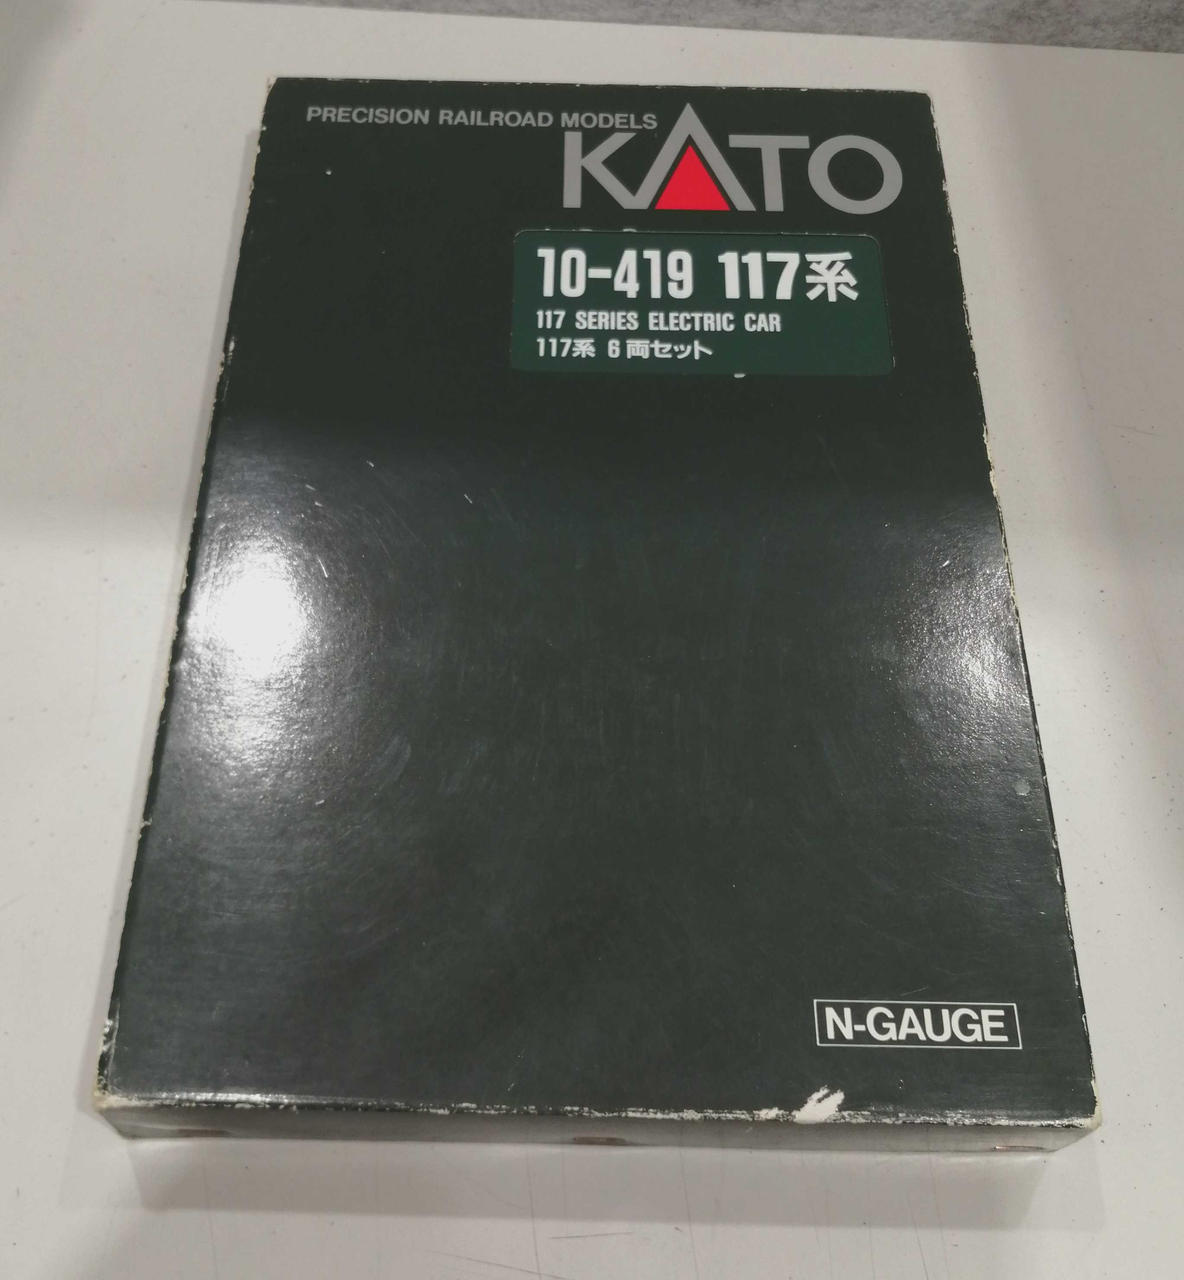 PRECISION RAILROAD MODELS
KATO
10-419 117系
117 SERIES ELECTRIC CAR
117系 6両セット
N-GAUGE